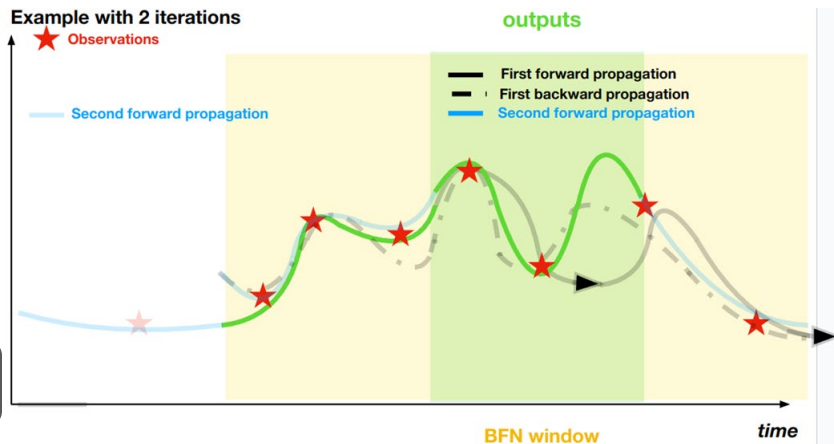 Example with 2 iterations
outputs
Observations
First forward propagation
First backward propagation
Second forward propagation
Second forward propagation
time
BFN window